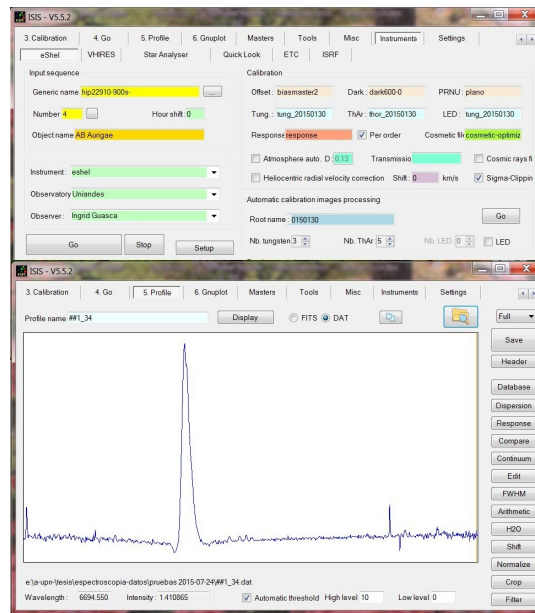 ISIS - V5.5.2
3. Calibration 4. Go 5. Profile 6. Gnuplot Masters Tools Misc Instruments Settings
eShel VHIRES Star Analyser Quick Look ETC ISRF
Input sequence
Generic name hip22910-900s- ...
Number 4 Hour shift: 0
Object name AB Aurigae
Instrument: eshel
Observatory Uniandes
Observer: Ingrid Guasca
Go Stop Setup
Calibration
Offset: biasmaster2 Dark: dark600-0 PRNU: plano
Tung.: tung_20150130 ThAr: thor_20150130 LED: tung_20150130
Response response Per order Cosmetic file cosmetic-optimiz
Atmosphere auto. D: 0.13 Transmissio Cosmic rays fi
Heliocentric radial velocity correction Shift: 0 km/s Sigma-Clippin
Automatic calibration images processing
Root name: 0150130 Go
Nb. tungsten 3 Nb. ThAr: 5 Nb. LED 0 LED
ISIS - V5.5.2
3. Calibration 4. Go 5. Profile 6. Gnuplot Masters Tools Misc Instruments Settings
Profile name ##1_34 Display FITS DAT
Full
Save
Header
Database
Dispersion
Response
Compare
Continuum
Edit
FWHM
Arithmetic
H2O
Shift
Normalize
Crop
Filter
e:\a-upn-\tesis\espectroscopia-datos\pruebas 2015-07-24\##1_34.dat
Wavelength: 6694.550 Intensity: 1.410865 Automatic threshold High level 10 Low level 0